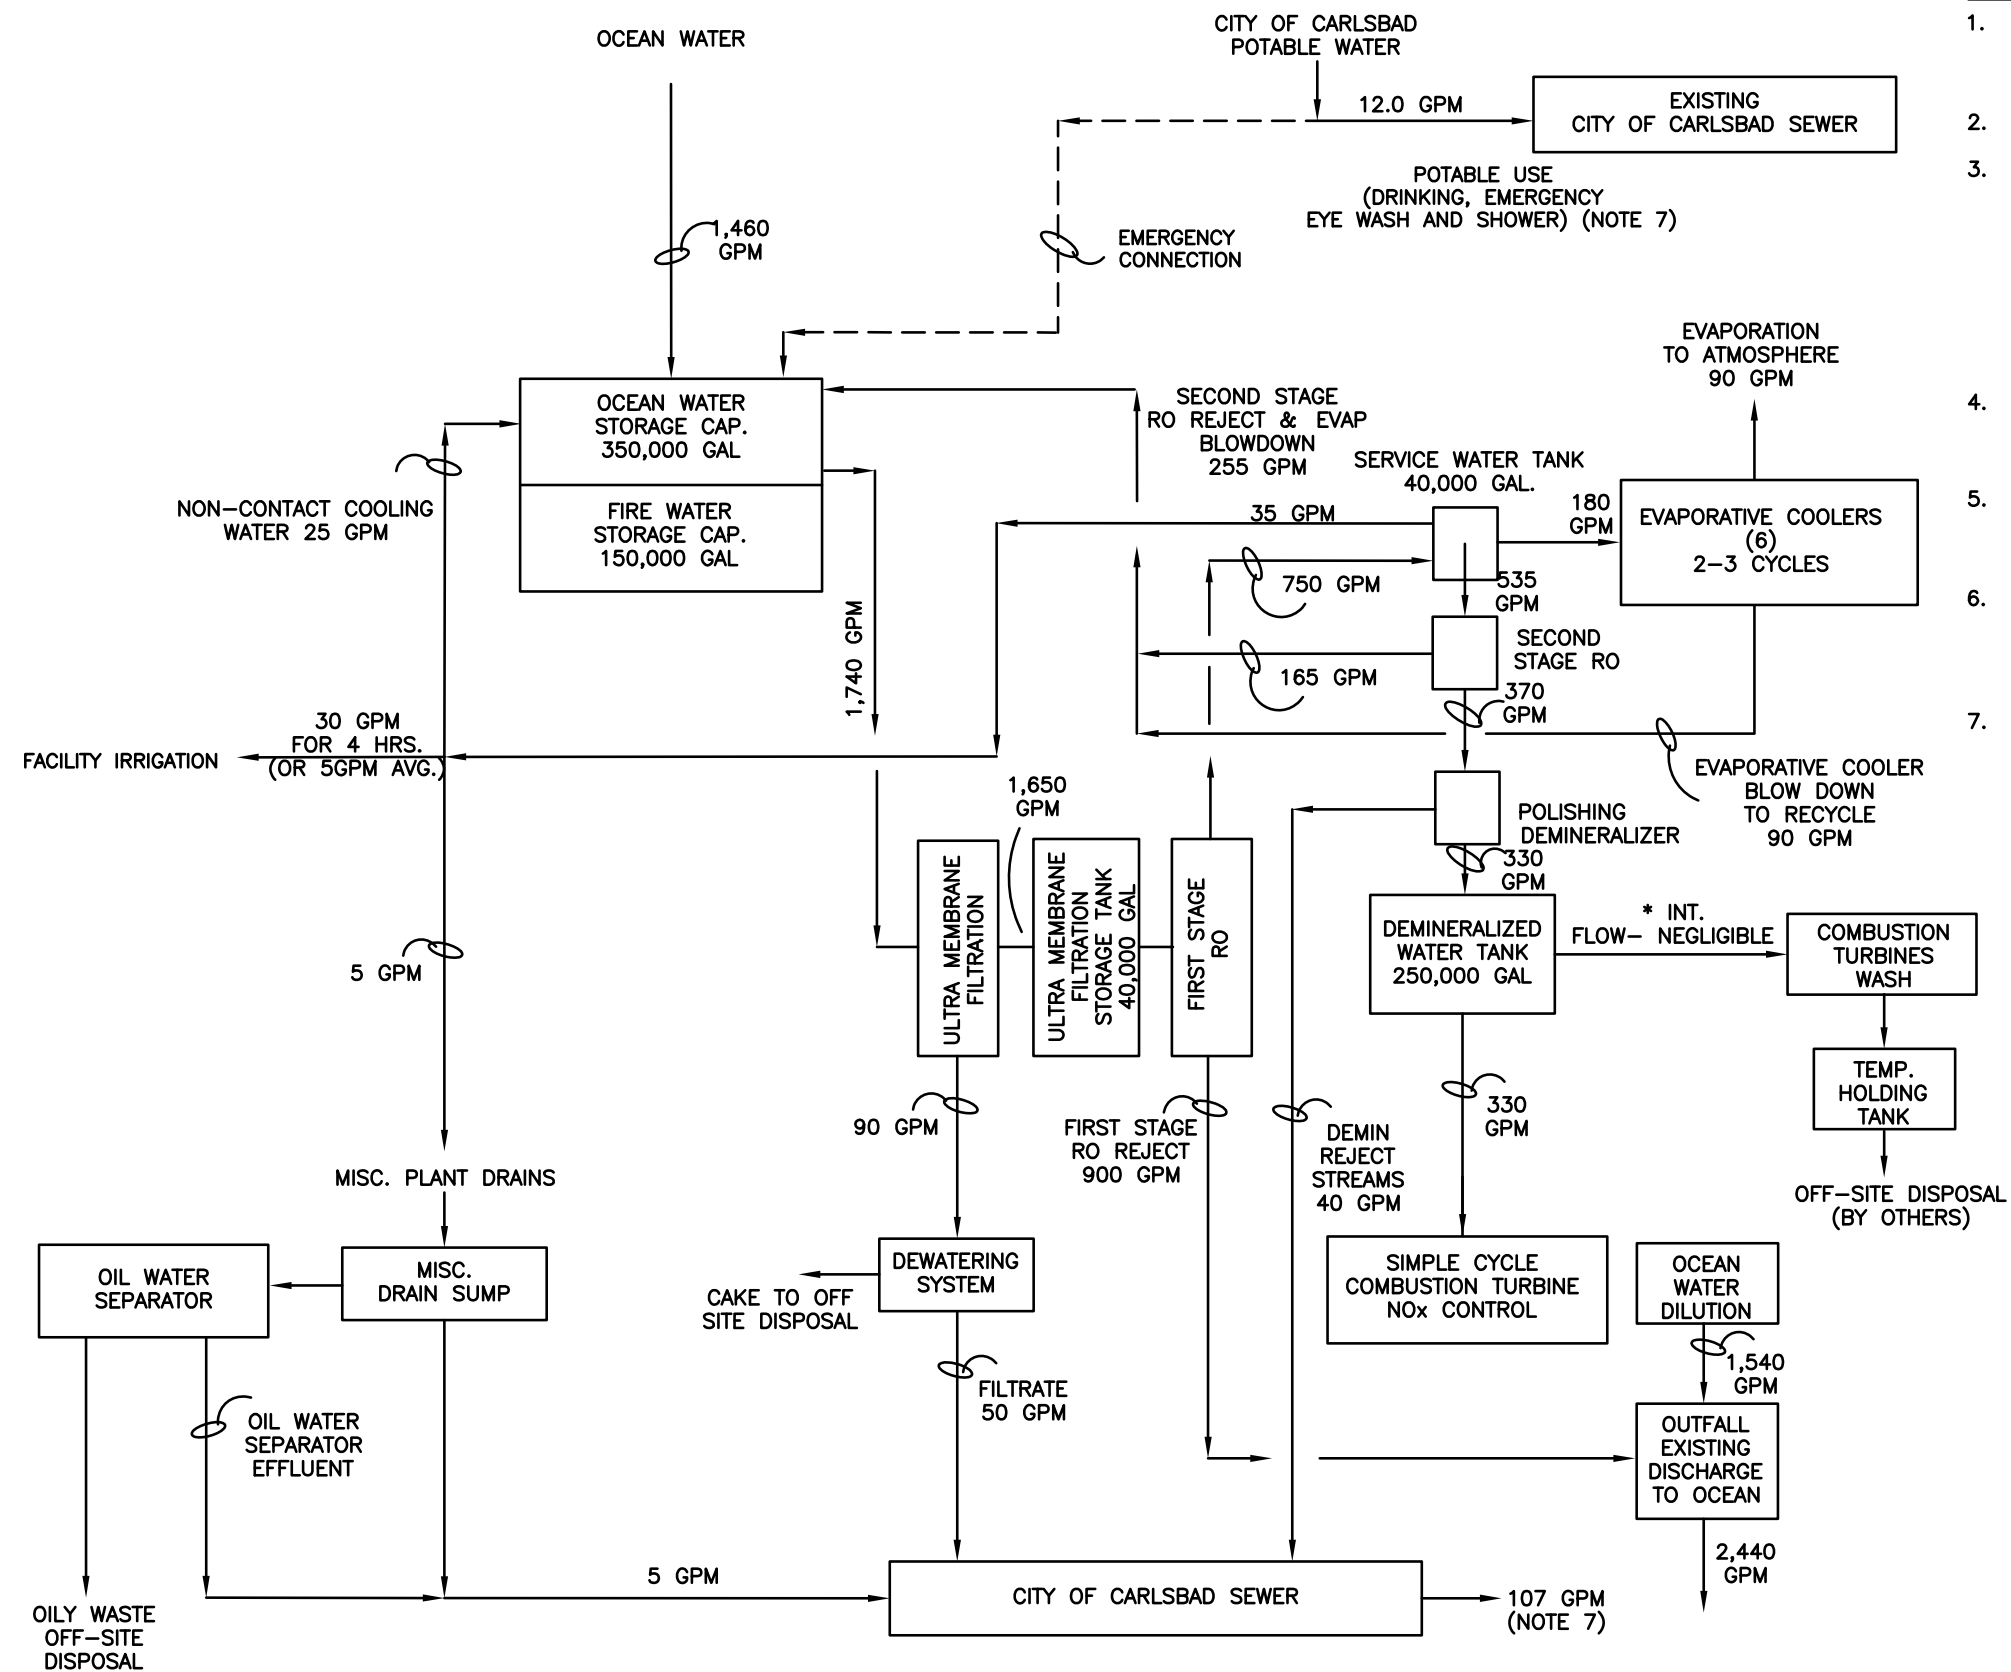 OCEAN WATER
CITY OF CARLSBAD
POTABLE WATER
1.
12.0 GPM
EXISTING
CITY OF CARLSBAD SEWER
2.
3.
POTABLE USE
(DRINKING, EMERGENCY
EYE WASH AND SHOWER) (NOTE 7)
1,460
GPM
EMERGENCY
CONNECTION
EVAPORATION
TO ATMOSPHERE
90 GPM
4.
OCEAN WATER
STORAGE CAP.
350,000 GAL
SECOND STAGE
RO REJECT & EVAP
BLOWDOWN
255 GPM
SERVICE WATER TANK
40,000 GAL.
NON-CONTACT COOLING
WATER 25 GPM
FIRE WATER
STORAGE CAP.
150,000 GAL
35 GPM
180
GPM
EVAPORATIVE COOLERS
(6)
2-3 CYCLES
5.
750 GPM
535
GPM
6.
1,740 GPM
SECOND
STAGE RO
165 GPM
370
GPM
7.
FACILITY IRRIGATION
30 GPM
FOR 4 HRS.
(OR 5GPM AVG.)
1,650
GPM
EVAPORATIVE COOLER
BLOW DOWN
TO RECYCLE
90 GPM
POLISHING
DEMINERALIZER
330
GPM
ULTRA MEMBRANE
FILTRATION
ULTRA MEMBRANE
FILTRATION
STORAGE TANK
40,000 GAL
FIRST STAGE
RO
DEMINERALIZED
WATER TANK
250,000 GAL
* INT.
FLOW- NEGLIGIBLE
COMBUSTION
TURBINES
WASH
5 GPM
90 GPM
FIRST STAGE
RO REJECT
900 GPM
DEMIN
REJECT
STREAMS
40 GPM
330
GPM
TEMP.
HOLDING
TANK
OFF-SITE DISPOSAL
(BY OTHERS)
MISC. PLANT DRAINS
OIL WATER
SEPARATOR
MISC.
DRAIN SUMP
DEWATERING
SYSTEM
CAKE TO OFF
SITE DISPOSAL
SIMPLE CYCLE
COMBUSTION TURBINE
NOx CONTROL
OCEAN
WATER
DILUTION
1,540
GPM
FILTRATE
50 GPM
OIL WATER
SEPARATOR
EFFLUENT
OUTFALL
EXISTING
DISCHARGE
TO OCEAN
2,440
GPM
5 GPM
CITY OF CARLSBAD SEWER
107 GPM
(NOTE 7)
OILY WASTE
OFF-SITE
DISPOSAL